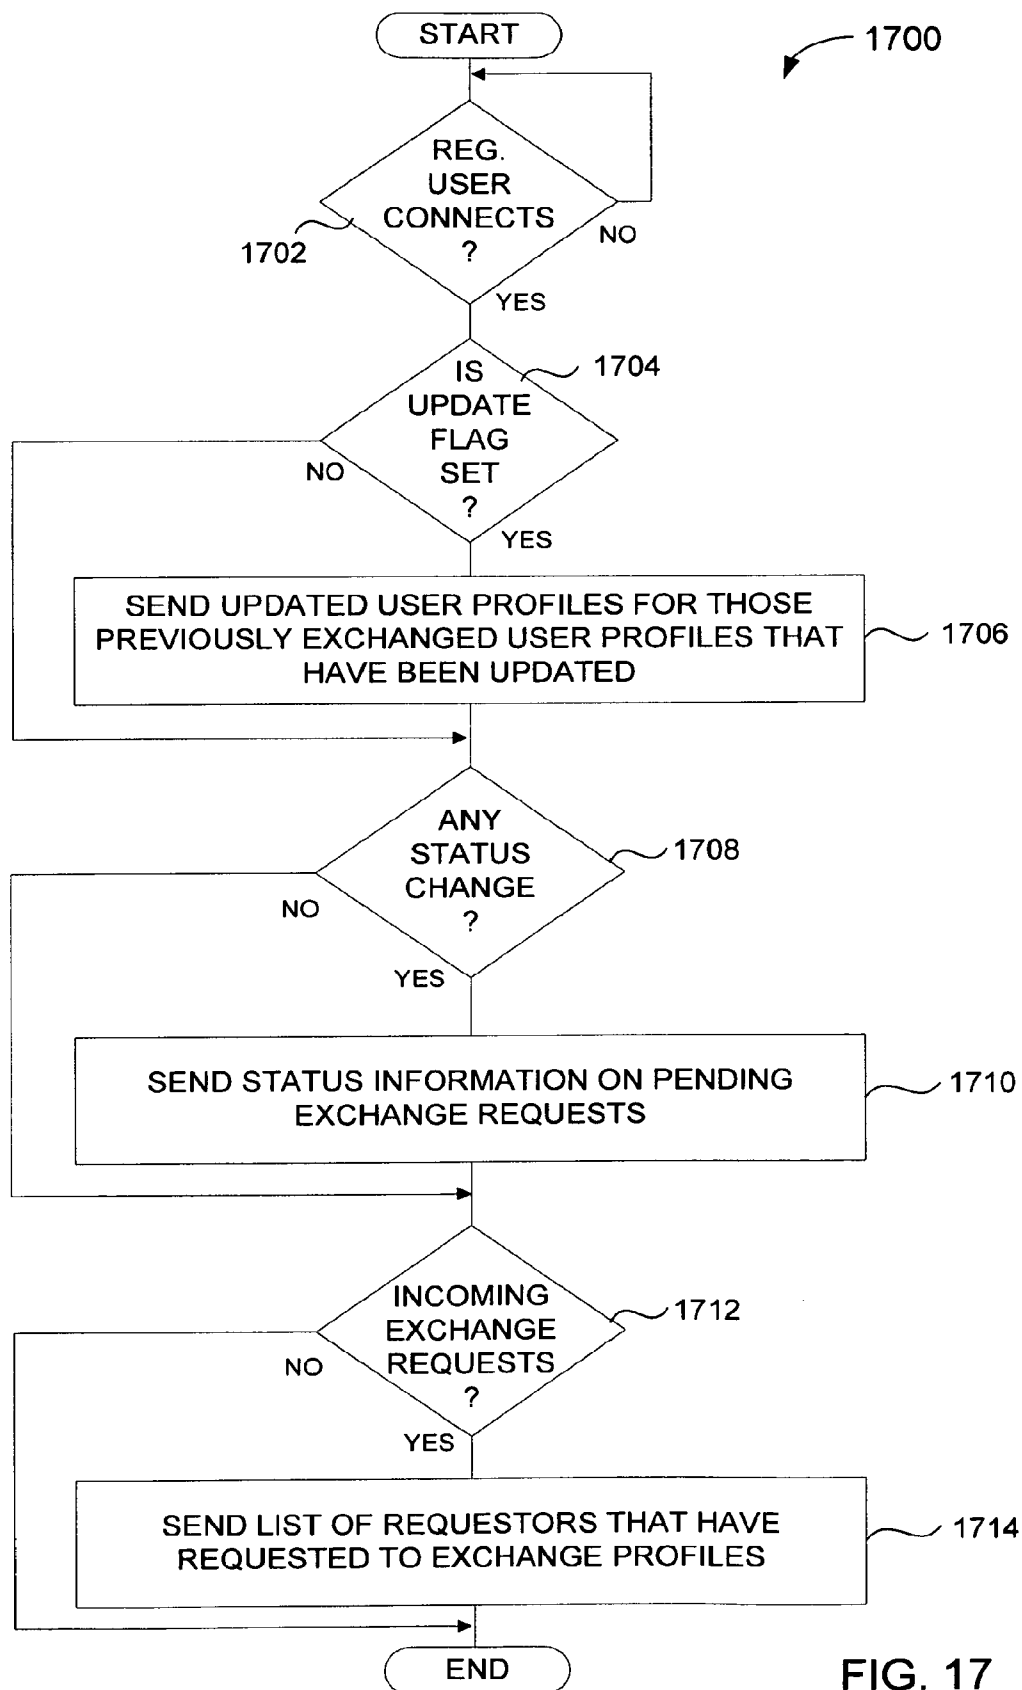 START
1700
REG.
USER
CONNECTS
?
1702
NO
YES
IS
UPDATE
FLAG
SET
?
1704
NO
YES
SEND UPDATED USER PROFILES FOR THOSE
PREVIOUSLY EXCHANGED USER PROFILES THAT
HAVE BEEN UPDATED
1706
ANY
STATUS
CHANGE
?
1708
NO
YES
SEND STATUS INFORMATION ON PENDING
EXCHANGE REQUESTS
1710
INCOMING
EXCHANGE
REQUESTS
?
1712
NO
YES
SEND LIST OF REQUESTORS THAT HAVE
REQUESTED TO EXCHANGE PROFILES
1714
END
FIG. 17